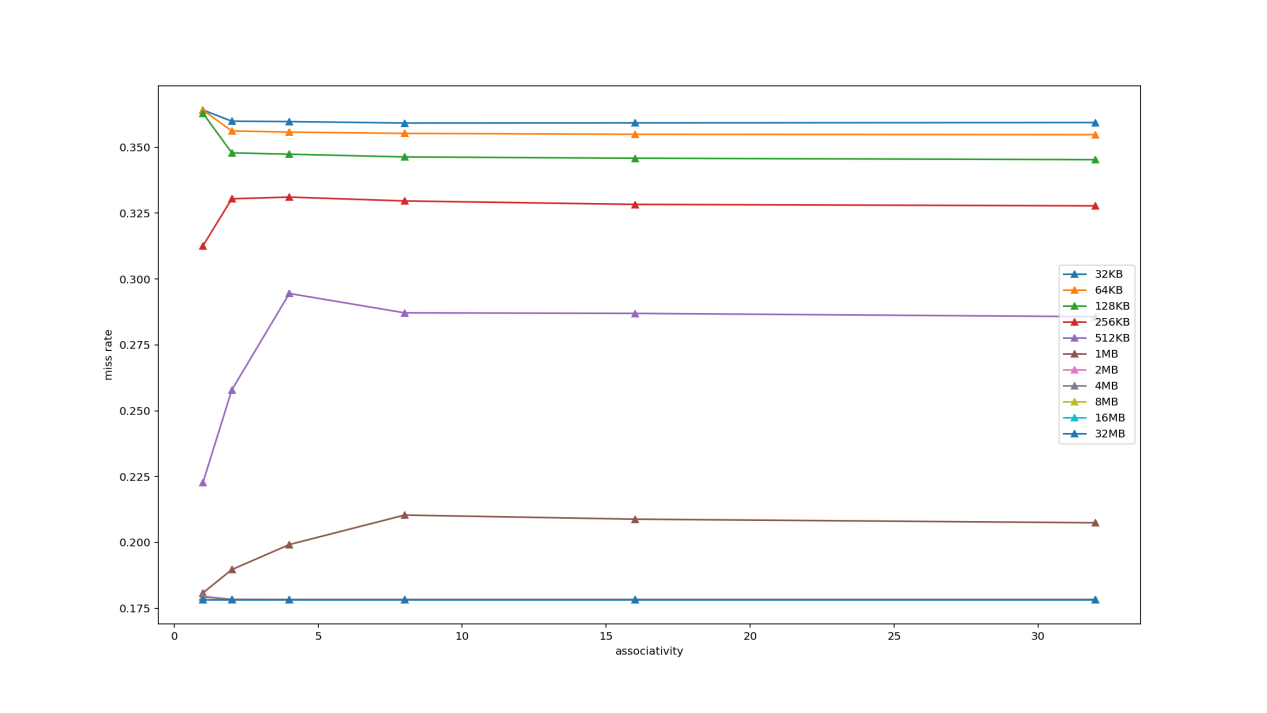 0.350
0.325
0.300
0.275
0.250
0.225
0.200
0.175
miss rate
0
5
10
15
20
25
30
associativity
32KB
64KB
128KB
256KB
512KB
1MB
2MB
4MB
8MB
16MB
32MB